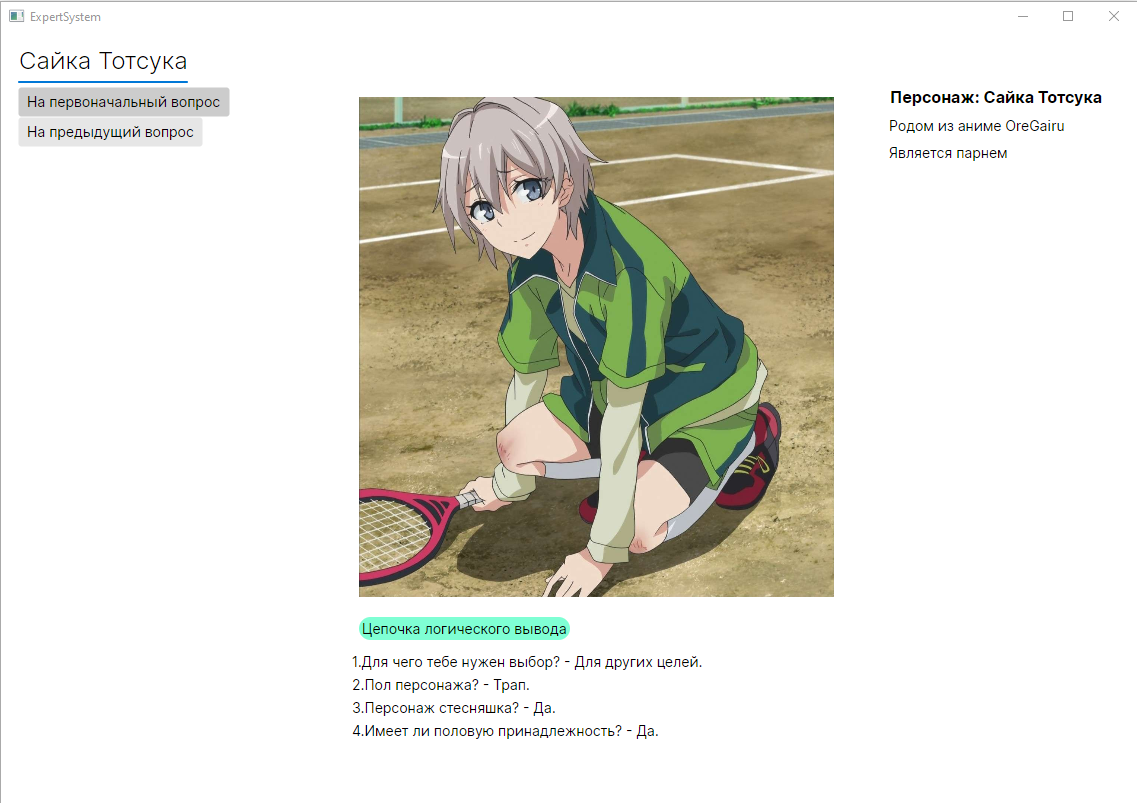 ExpertSystem
Сайка Тотсука
На первоначальный вопрос
На предыдущий вопрос
Персонаж: Сайка Тотсука
Родом из аниме OreGairu
Является парнем
Цепочка логического вывода
1.Для чего тебе нужен выбор? - Для других целей.
2.Пол персонажа? - Трап.
3.Персонаж стесняшка? - Да.
4.Имеет ли половую принадлежность? - Да.